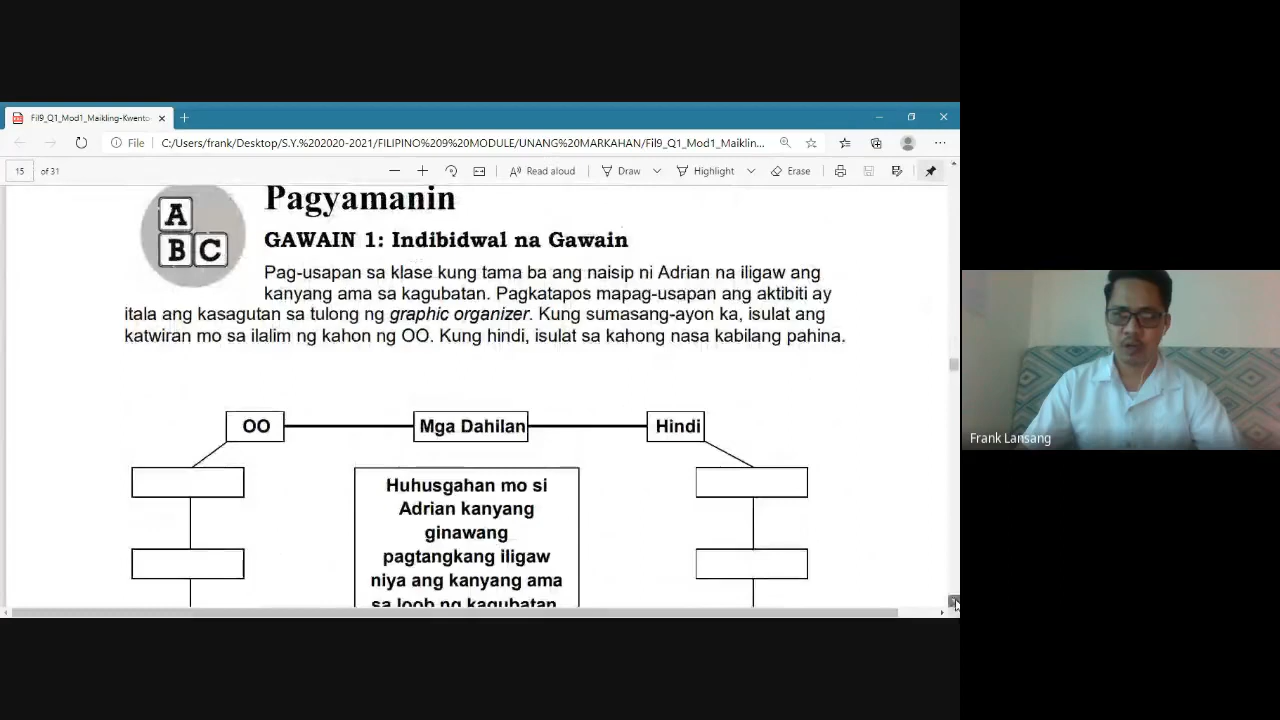 Fil9_Q1_Mod1_Maikling-Kwento
File
C:/Users/frank/Desktop/S.Y.%202020-2021/FILIPINO%209%20MODULE/UNANG%20MARKAHAN/Fil9_Q1_Mod1_Maiklin...
15 of 31
Read aloud
Draw
Highlight
Erase
A
B C
Pagyamanin
GAWAIN 1: Indibidwal na Gawain
Pag-usapan sa klase kung tama ba ang naisip ni Adrian na iligaw ang
kanyang ama sa kagubatan. Pagkatapos mapag-usapan ang aktibiti ay
itala ang kasagutan sa tulong ng graphic organizer. Kung sumasang-ayon ka, isulat ang
katwiran mo sa ilalim ng kahon ng OO. Kung hindi, isulat sa kahong nasa kabilang pahina.
OO
Mga Dahilan
Hindi
Huhusgahan mo si
Adrian kanyang
ginawang
pagtangkang iligaw
niya ang kanyang ama
sa loob ng kagubatan
Frank Lansang